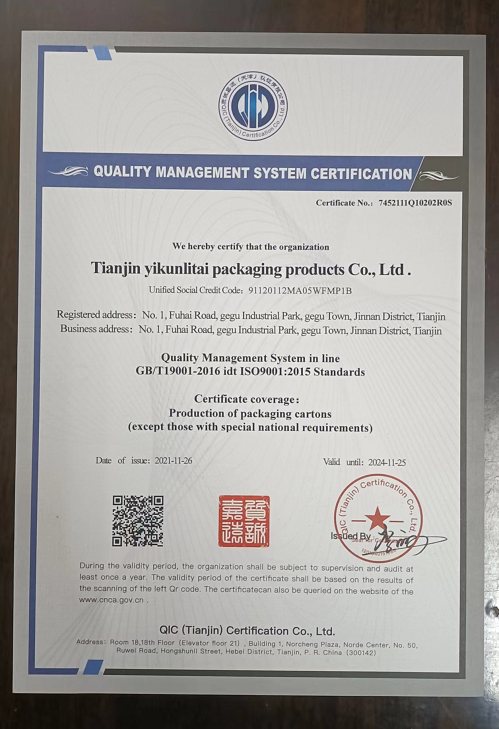 QIC (Tianjin) Certification Co., Ltd.
QUALITY MANAGEMENT SYSTEM CERTIFICATION
Certificate No.: 7452111Q10202R0S
We hereby certify that the organization
Tianjin yikunlitai packaging products Co., Ltd .
Unified Social Credit Code: 91120112MA05WFMP1B
Registered address: No. 1, Fuhai Road, gegu Industrial Park, gegu Town, Jinnan District, Tianjin
Business address: No. 1, Fuhai Road, gegu Industrial Park, gegu Town, Jinnan District, Tianjin
Quality Management System in line
GB/T19001-2016 idt ISO9001:2015 Standards
Certificate coverage:
Production of packaging cartons
(except those with special national requirements)
Date of issue: 2021-11-26
Valid until: 2024-11-25
QIC (Tianjin) Certification Co., Ltd.
Issued By
During the validity period, the organization shall be subject to supervision and audit at
least once a year. The validity period of the certificate shall be based on the results of
the scanning of the left Qr code. The certificatecan also be queried on the website of the
www.cnca.gov.cn .
QIC (Tianjin) Certification Co., Ltd.
Address: Room 18,18th Floor (Elevator floor 21) , Building 1, Norcheng Plaza, Norde Center, No. 50,
Ruwei Road, Hongshunli Street, Hebei District, Tianjin, P. R. China (300142)